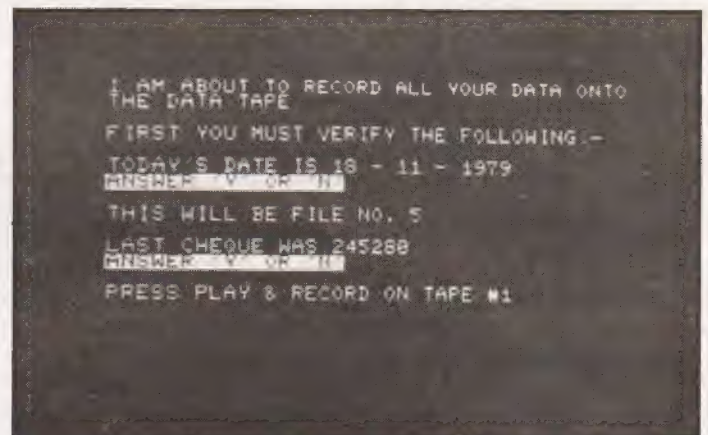 I AM ABOUT TO RECORD ALL YOUR DATA ONTO
THE DATA TAPE
FIRST YOU MUST VERIFY THE FOLLOWING:-
TODAY'S DATE IS 18 - 11 - 1979
ANSWER 'Y' OR 'N'
THIS WILL BE FILE NO. 5
LAST CHEQUE WAS 245280
ANSWER 'Y' OR 'N'
PRESS PLAY & RECORD ON TAPE #1